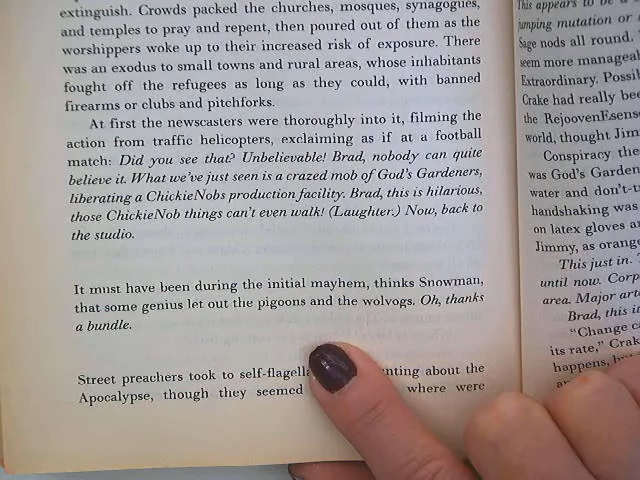 extinguish. Crowds packed the churches, mosques, synagogues,
and temples to pray and repent, then poured out of them as the
worshippers woke up to their increased risk of exposure. There
was an exodus to small towns and rural areas, whose inhabitants
fought off the refugees as long as they could, with banned
firearms or clubs and pitchforks.
At first the newscasters were thoroughly into it, filming the
action from traffic helicopters, exclaiming as if at a football
match: Did you see that? Unbelievable! Brad, nobody can quite
believe it. What we've just seen is a crazed mob of God's Gardeners,
liberating a ChickieNobs production facility. Brad, this is hilarious,
those ChickieNob things can't even walk! (Laughter.) Now, back to
the studio.
It must have been during the initial mayhem, thinks Snowman,
that some genius let out the pigoons and the wolvogs. Oh, thanks
a bundle.
Street preachers took to self-flagella nting about the
Apocalypse, though they seemed where were
This appears to be a
jumping mutation or
Sage nods all round.
seem more manageab
Extraordinary. Possib
Crake had really bee
the RejoovenEsens
world, thought Jim
Conspiracy the
was God's Garden
water and don't-t
handshaking was
on latex gloves a
Jimmy, as orang
This just in.
until now. Corp
area. Major art
Brad, this i
"Change c
its rate," Crak
happens, bu